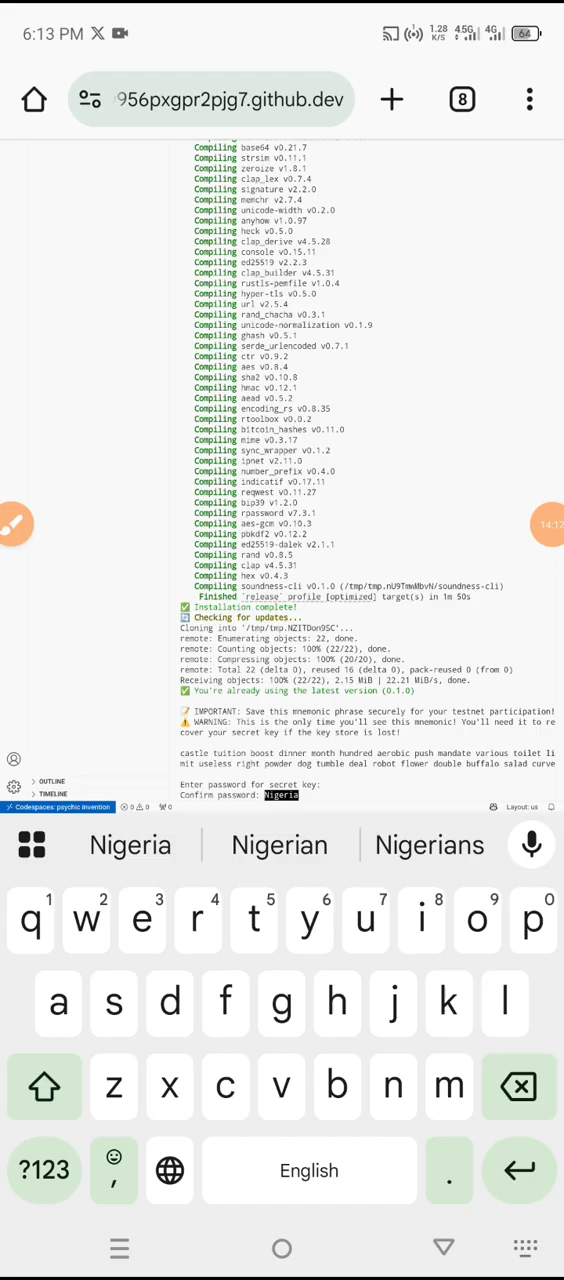 6:13 PM
1.28 K/S 4.5G 4G 64
956pxgpr2pjg7.github.dev
8
Compiling base64 v0.21.7
Compiling strsim v0.11.1
Compiling zeroize v1.8.1
Compiling clap_lex v0.7.4
Compiling signature v2.2.0
Compiling memchr v2.7.4
Compiling unicode-width v0.2.0
Compiling anyhow v1.0.97
Compiling heck v0.5.0
Compiling clap_derive v4.5.28
Compiling console v0.15.11
Compiling ed25519 v2.2.3
Compiling clap_builder v4.5.31
Compiling rustls-pemfile v1.0.4
Compiling hyper-tls v0.5.0
Compiling url v2.5.4
Compiling rand_chacha v0.3.1
Compiling unicode-normalization v0.1.9
Compiling ghash v0.5.1
Compiling serde_urlencoded v0.7.1
Compiling ctr v0.9.2
Compiling aes v0.8.4
Compiling sha2 v0.10.8
Compiling hmac v0.12.1
Compiling aead v0.5.2
Compiling encoding_rs v0.8.35
Compiling rtoolbox v0.0.2
Compiling bitcoin_hashes v0.11.0
Compiling mime v0.3.17
Compiling sync_wrapper v0.1.2
Compiling ipnet v2.11.0
Compiling number_prefix v0.4.0
Compiling indicatif v0.17.11
Compiling reqwest v0.11.27
Compiling bip39 v1.2.0
Compiling rpassword v7.3.1
Compiling aes-gcm v0.10.3
Compiling pbkdf2 v0.12.2
Compiling ed25519-dalek v2.1.1
Compiling rand v0.8.5
Compiling clap v4.5.31
Compiling hex v0.4.3
Compiling soundness-cli v0.1.0 (/tmp/tmp.nU9TmwMbvN/soundness-cli)
Finished `release` profile [optimized] target(s) in 1m 50s
✅ Installation complete!
🔄 Checking for updates...
Cloning into '/tmp/tmp.NZITDon9SC'...
remote: Enumerating objects: 22, done.
remote: Counting objects: 100% (22/22), done.
remote: Compressing objects: 100% (20/20), done.
remote: Total 22 (delta 0), reused 16 (delta 0), pack-reused 0 (from 0)
Receiving objects: 100% (22/22), 2.15 MiB | 22.21 MiB/s, done.
✅ You're already using the latest version (0.1.0)
📝 IMPORTANT: Save this mnemonic phrase securely for your testnet participation!
⚠️ WARNING: This is the only time you'll see this mnemonic! You'll need it to re
cover your secret key if the key store is lost!
castle tuition boost dinner month hundred aerobic push mandate various toilet li
mit useless right powder dog tumble deal robot flower double buffalo salad curve
Enter password for secret key:
Confirm password: Nigeria
14:12
OUTLINE
TIMELINE
Codespaces: psychic invention 0 0 0 Layout: us
Nigeria Nigerian Nigerians
q1 w2 e3 r4 t5 y6 u7 i8 o9 p0
a s d f g h j k l
z x c v b n m
?123 , English .